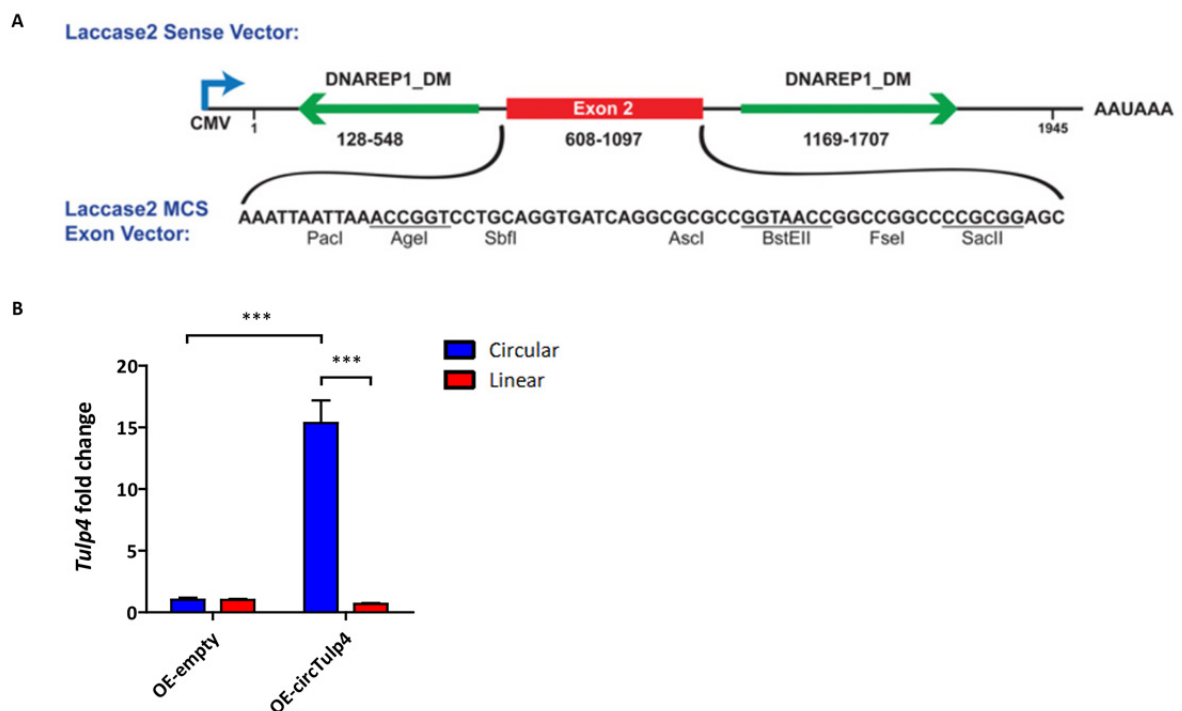 A
Laccase2 Sense Vector:
DNAREP1_DM
DNAREP1_DM
Exon 2
AAUAAA
CMV
1
128-548
608-1097
1169-1707
1945
Laccase2 MCS
Exon Vector:
AAATTAATTAAACCGGTCCTGCAGGTGATCAGGCGCGCCGGTAACCGGCCGGCCCCGCGGAGC
PacI
AgeI
SbfI
AscI
BstEII
FseI
SacII
B
***
***
Circular
Linear
20
15
10
5
0
Tulp4 fold change
OE-empty
OE-circTulp4